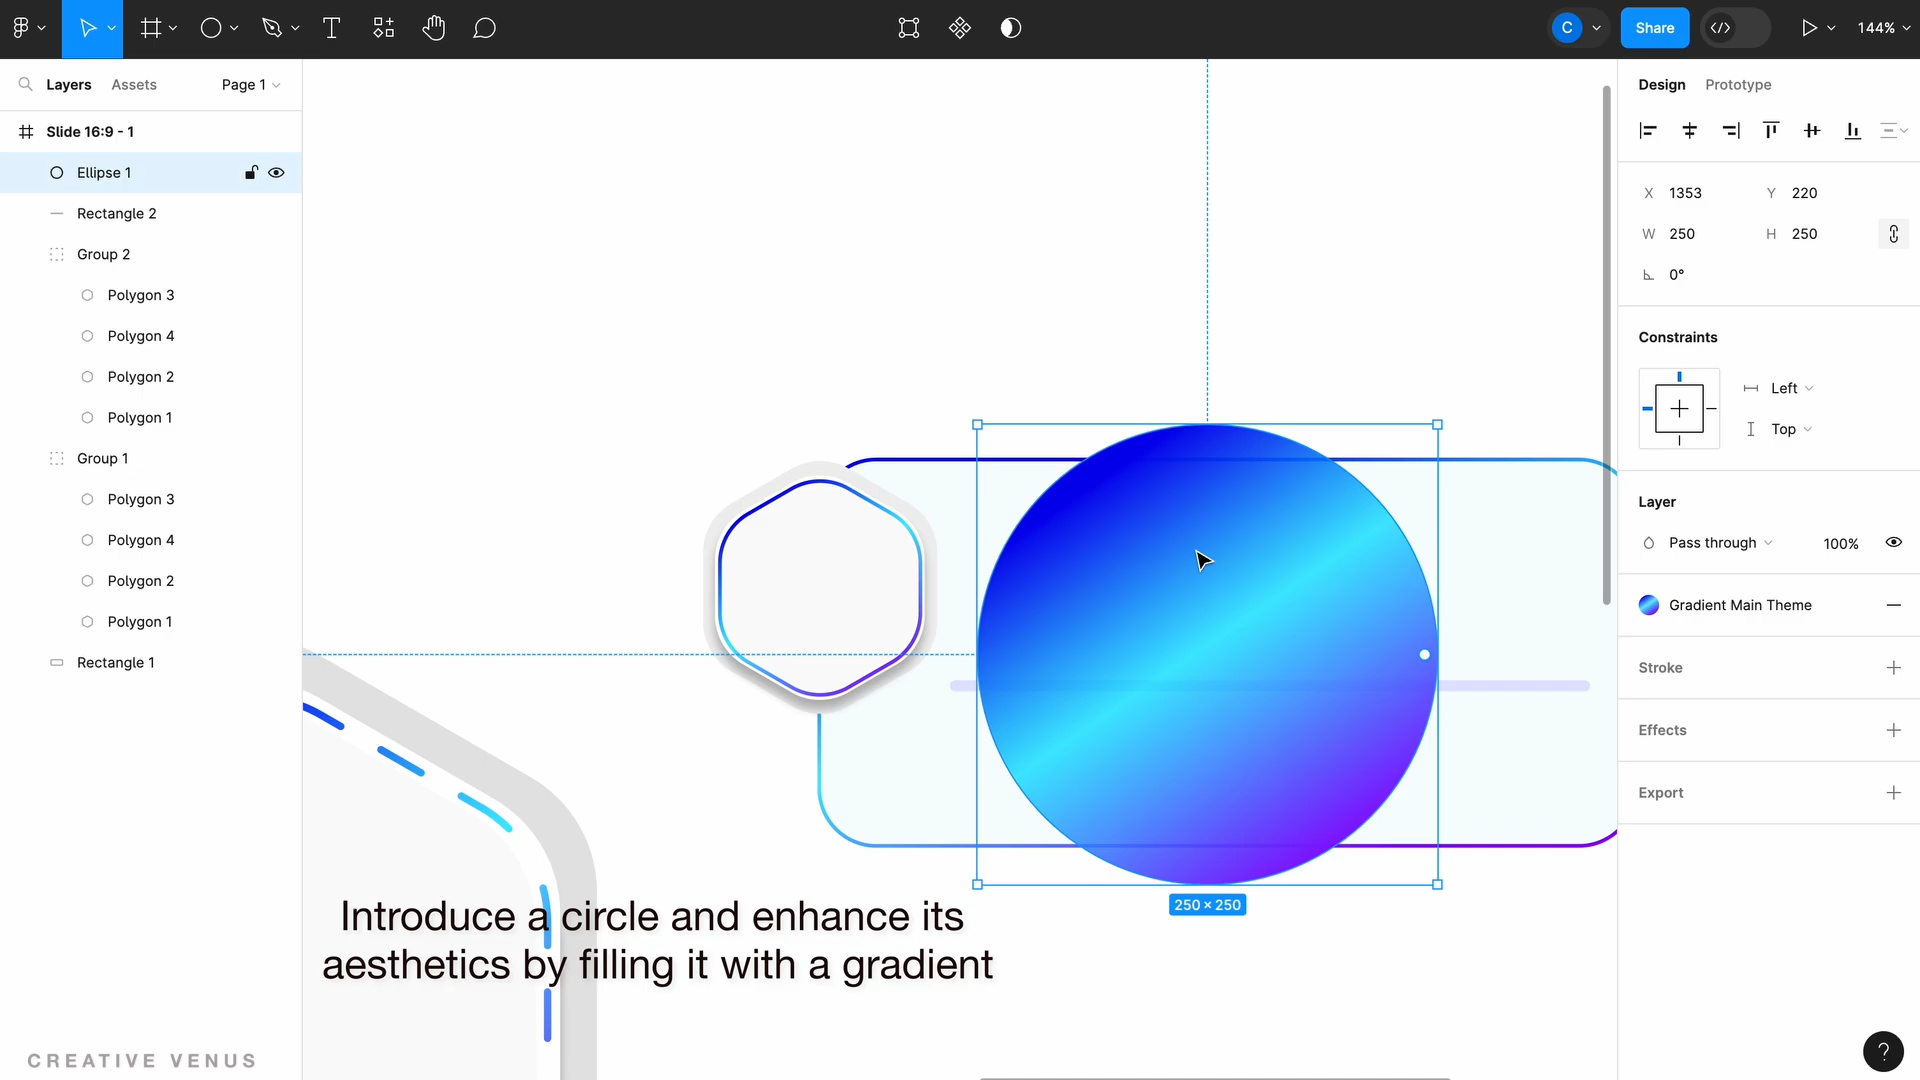 C
Share
144%
Layers
Assets
Page 1
Design
Prototype
Slide 16:9 - 1
Ellipse 1
Rectangle 2
Group 2
Polygon 3
Polygon 4
Polygon 2
Polygon 1
Group 1
Polygon 3
Polygon 4
Polygon 2
Polygon 1
Rectangle 1
X 1353
Y 220
W 250
H 250
0°
Constraints
Left
Top
Layer
Pass through
100%
Gradient Main Theme
Stroke
Effects
Export
250 × 250
Introduce a circle and enhance its
aesthetics by filling it with a gradient
CREATIVE VENUS
?